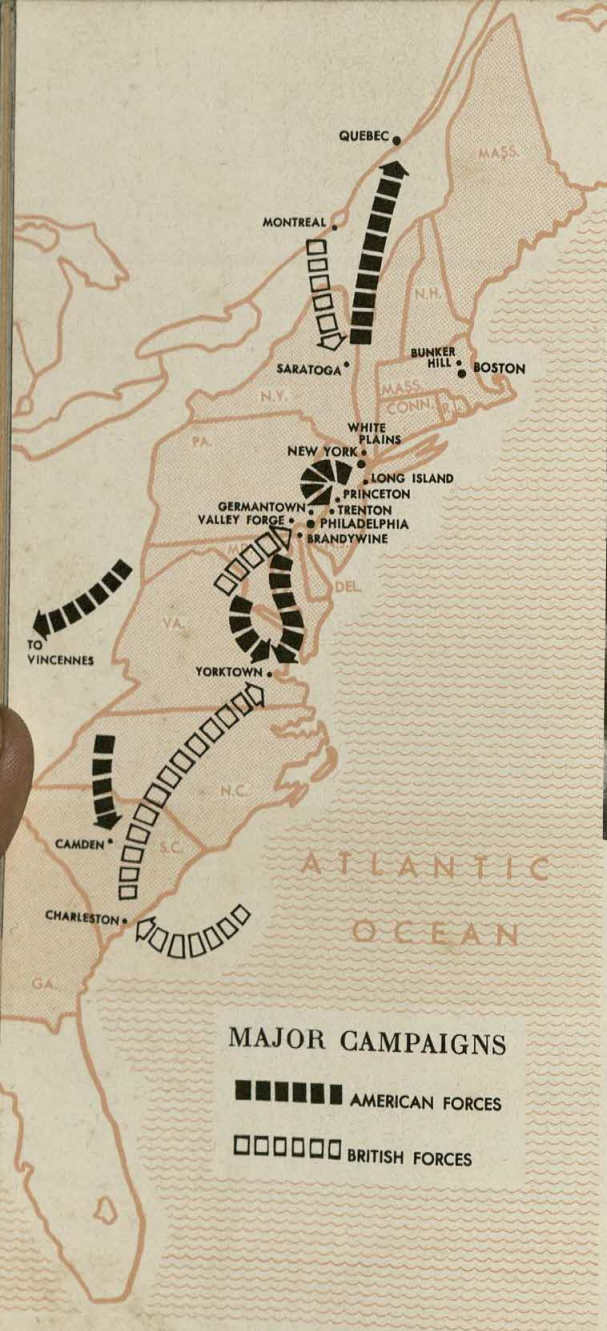 QUEBEC
MASS.
MONTREAL
N.H.
BUNKER
HILL
BOSTON
SARATOGA
MASS.
N.Y.
CONN.
WHITE
PLAINS
PA.
NEW YORK
LONG ISLAND
PRINCETON
GERMANTOWN
TRENTON
VALLEY FORGE
PHILADELPHIA
BRANDYWINE
DEL.
VA.
TO
VINCENNES
YORKTOWN
N.C.
CAMDEN
S.C.
ATLANTIC
OCEAN
CHARLESTON
GA.
MAJOR CAMPAIGNS
AMERICAN FORCES
BRITISH FORCES